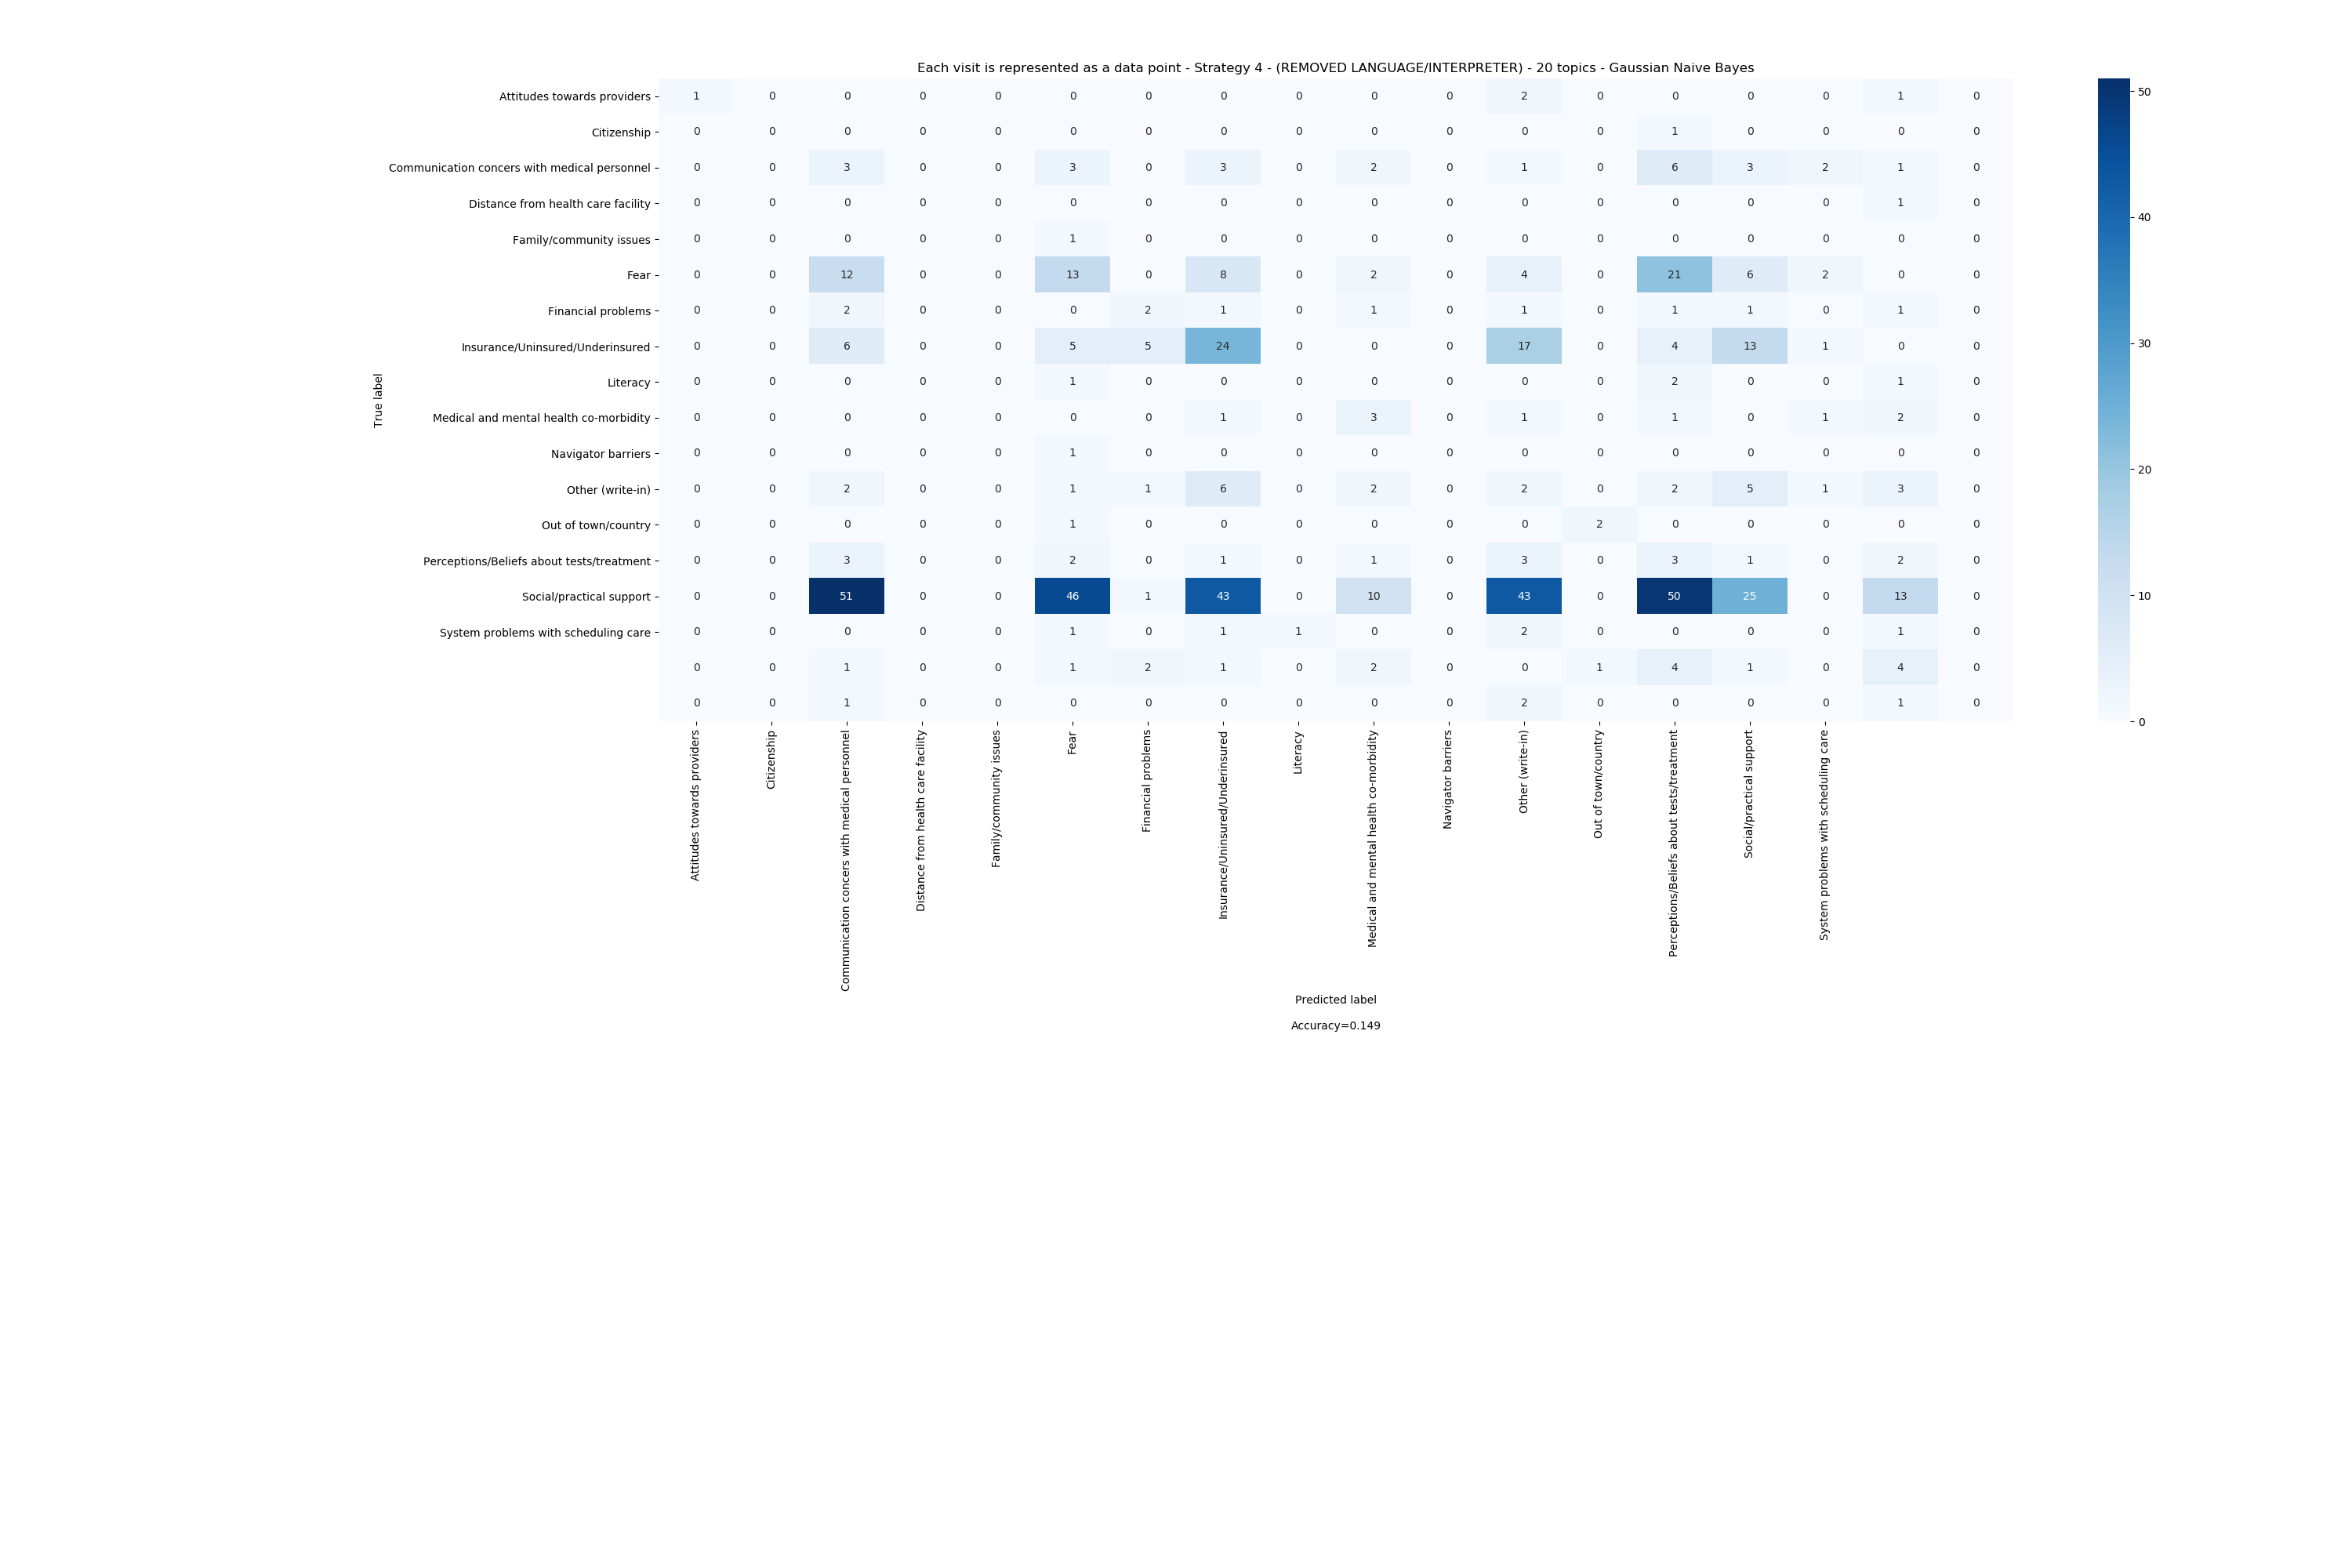 Each visit is represented as a data point - Strategy 4 - (REMOVED LANGUAGE/INTERPRETER) - 20 topics - Gaussian Naive Bayes
Attitudes towards providers 1 0 0 0 0 0 0 0 0 0 0 2 0 0 0 0 1 0
Citizenship 0 0 0 0 0 0 0 0 0 0 0 0 0 1 0 0 0 0
Communication concers with medical personnel 0 0 3 0 0 3 0 3 0 2 0 1 0 6 3 2 1 0
Distance from health care facility 0 0 0 0 0 0 0 0 0 0 0 0 0 0 0 0 1 0
Family/community issues 0 0 0 0 0 1 0 0 0 0 0 0 0 0 0 0 0 0
Fear 0 0 12 0 0 13 0 8 0 2 0 4 0 21 6 2 0 0
Financial problems 0 0 2 0 0 0 2 1 0 1 0 1 0 1 1 0 1 0
Insurance/Uninsured/Underinsured 0 0 6 0 0 5 5 24 0 0 0 17 0 4 13 1 0 0
Literacy 0 0 0 0 0 1 0 0 0 0 0 0 0 2 0 0 1 0
Medical and mental health co-morbidity 0 0 0 0 0 0 0 1 0 3 0 1 0 1 0 1 2 0
Navigator barriers 0 0 0 0 0 1 0 0 0 0 0 0 0 0 0 0 0 0
Other (write-in) 0 0 2 0 0 1 1 6 0 2 0 2 0 2 5 1 3 0
Out of town/country 0 0 0 0 0 1 0 0 0 0 0 0 2 0 0 0 0 0
Perceptions/Beliefs about tests/treatment 0 0 3 0 0 2 0 1 0 1 0 3 0 3 1 0 2 0
Social/practical support 0 0 51 0 0 46 1 43 0 10 0 43 0 50 25 0 13 0
System problems with scheduling care 0 0 0 0 0 1 0 1 1 0 0 2 0 0 0 0 1 0
0 0 1 0 0 1 2 1 0 2 0 0 1 4 1 0 4 0
0 0 1 0 0 0 0 0 0 0 0 2 0 0 0 0 1 0
True label
Attitudes towards providers
Citizenship
Communication concers with medical personnel
Distance from health care facility
Family/community issues
Fear
Financial problems
Insurance/Uninsured/Underinsured
Literacy
Medical and mental health co-morbidity
Navigator barriers
Other (write-in)
Out of town/country
Perceptions/Beliefs about tests/treatment
Social/practical support
System problems with scheduling care
Predicted label
Accuracy=0.149
50
40
30
20
10
0